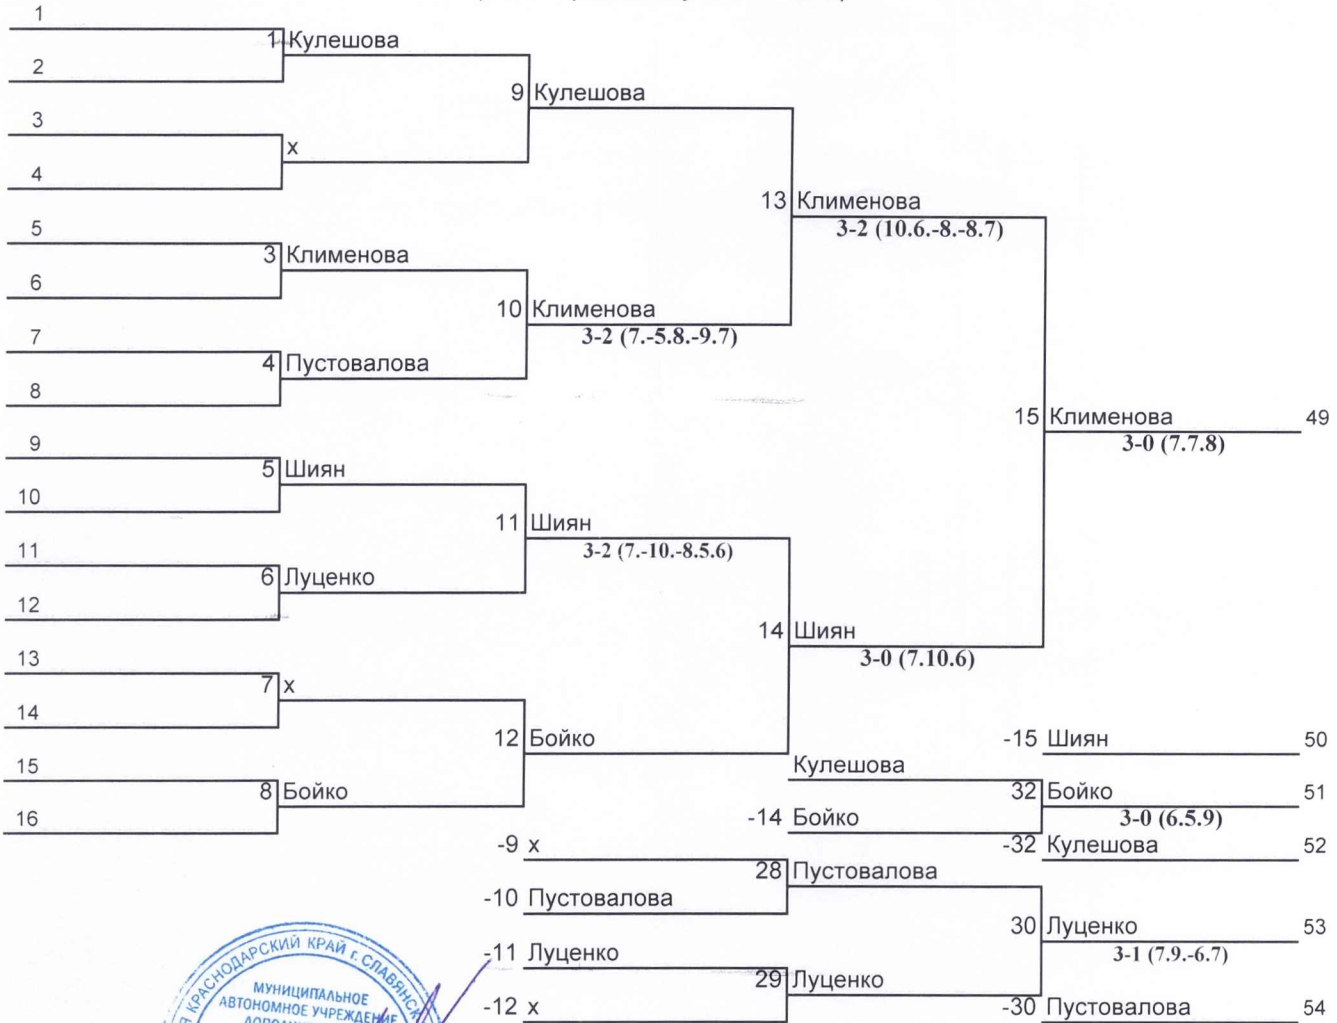 1
1 Кулешова
2
9 Кулешова
3
x
4
13 Клименова
3-2 (10.6.-8.-8.7)
5
3 Клименова
6
10 Клименова
3-2 (7.-5.8.-9.7)
7
4 Пустовалова
8
15 Клименова 49
3-0 (7.7.8)
9
5 Шиян
10
11 Шиян
3-2 (7.-10.-8.5.6)
11
6 Луценко
12
14 Шиян
3-0 (7.10.6)
13
7 x
14
12 Бойко
-15 Шиян 50
15
Кулешова
8 Бойко
32 Бойко 51
3-0 (6.5.9)
16
-14 Бойко
-32 Кулешова 52
-9 x
28 Пустовалова
-10 Пустовалова
30 Луценко 53
3-1 (7.9.-6.7)
-11 Луценко
29 Луценко
-12 x
-30 Пустовалова 54
КРАСНОДАРСКИЙ КРАЙ г. СЛАВЯНСК
МУНИЦИПАЛЬНОЕ
АВТОНОМНОЕ УЧРЕЖДЕНИЕ